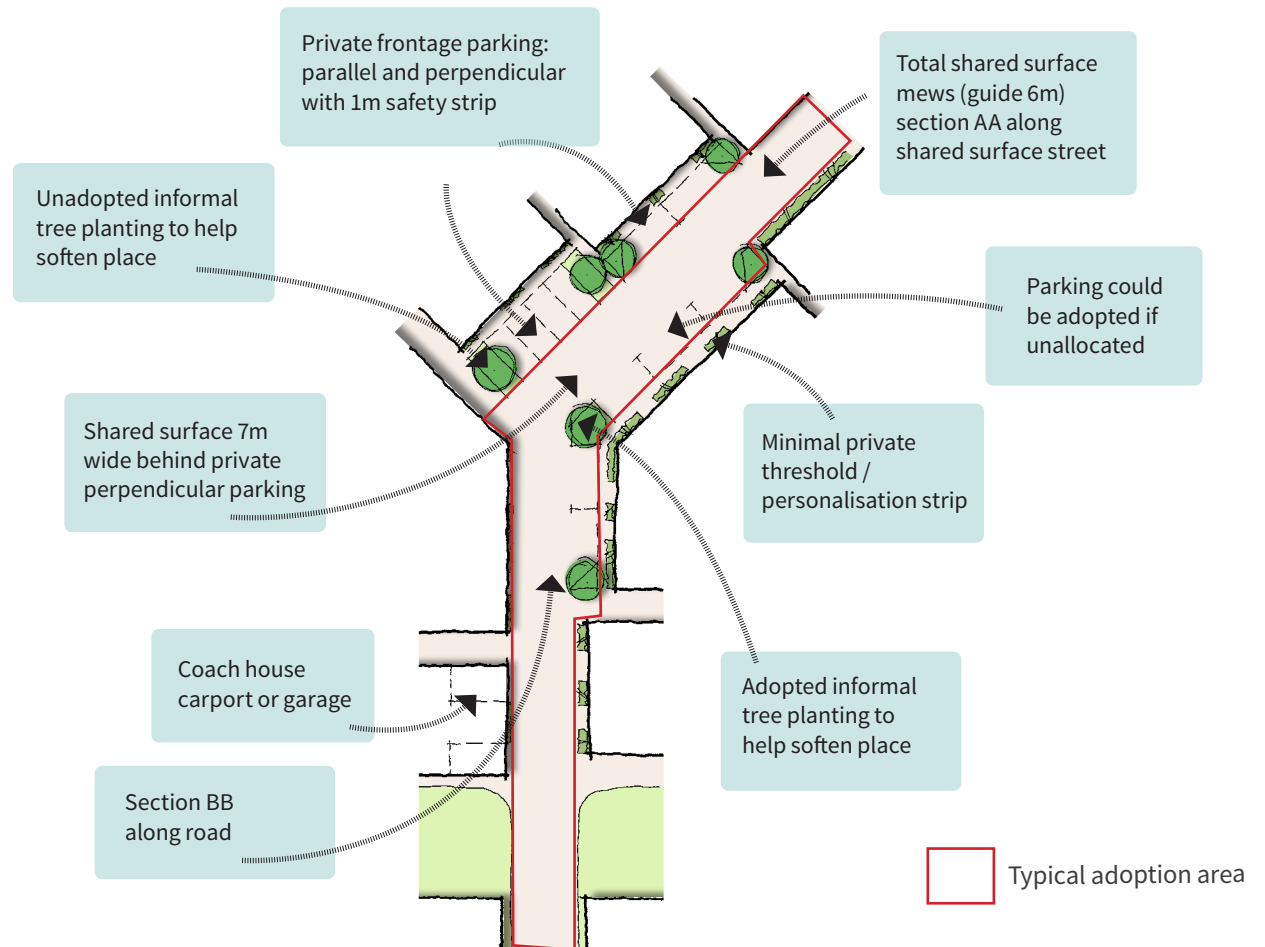 Private frontage parking:
parallel and perpendicular
with 1m safety strip
Total shared surface
mews (guide 6m)
section AA along
shared surface street
Unadopted informal
tree planting to help
soften place
Parking could
be adopted if
unallocated
Shared surface 7m
wide behind private
perpendicular parking
Minimal private
threshold /
personalisation strip
Coach house
carport or garage
Adopted informal
tree planting to
help soften place
Section BB
along road
Typical adoption area